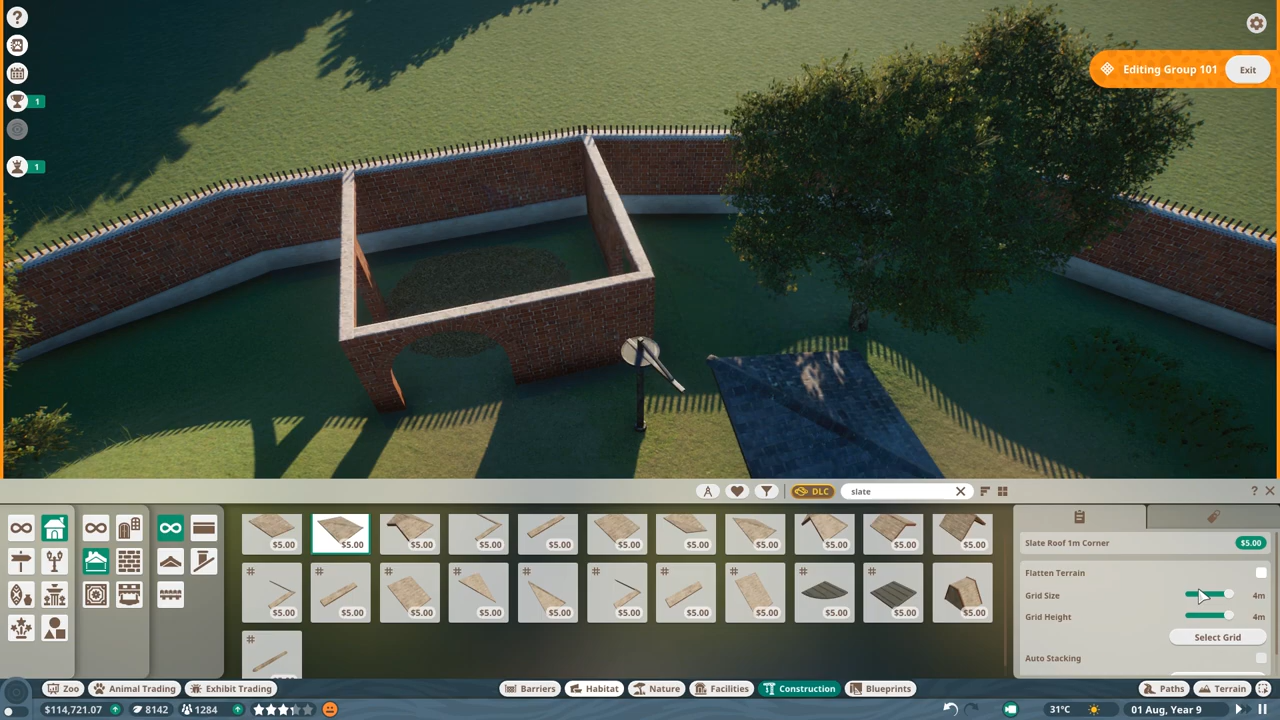 ?
1
1
Editing Group 101
Exit
DLC
slate
?
$5.00 $5.00 $5.00 $5.00 $5.00 $5.00 $5.00 $5.00 $5.00 $5.00 $5.00
$5.00 $5.00 $5.00 $5.00 $5.00 $5.00 $5.00 $5.00 $5.00 $5.00 $5.00
Slate Roof 1m Corner $5.00
Flatten Terrain
Grid Size 4m
Grid Height 4m
Select Grid
Auto Stacking
Zoo Animal Trading Exhibit Trading Barriers Habitat Nature Facilities Construction Blueprints Paths Terrain
$114,721.07 8142 1284 31°C 01 Aug, Year 9